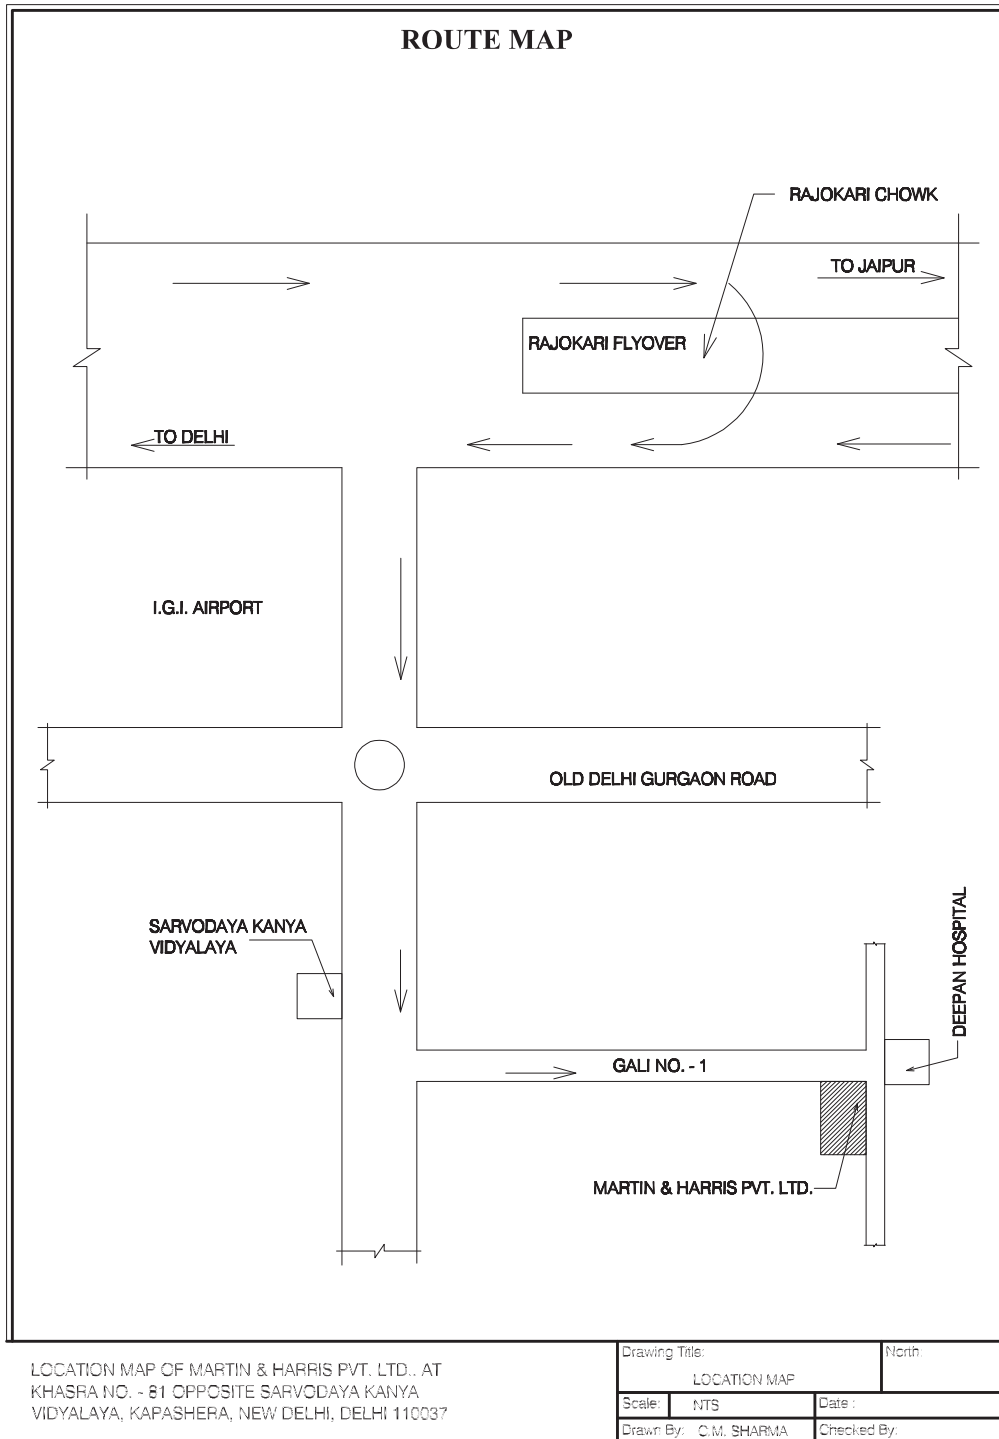 ROUTE MAP
RAJOKARI CHOWK
TO JAIPUR
RAJOKARI FLYOVER
TO DELHI
I.G.I. AIRPORT
OLD DELHI GURGAON ROAD
SARVODAYA KANYA
VIDYALAYA
DEEPAN HOSPITAL
GALI NO. - 1
MARTIN & HARRIS PVT. LTD.
LOCATION MAP OF MARTIN & HARRIS PVT. LTD.. AT
KHASRA NO. - 81 OPPOSITE SARVODAYA KANYA
VIDYALAYA, KAPASHERA, NEW DELHI, DELHI 110037
Drawing Title:
LOCATION MAP
North:
Scale: NTS
Date :
Drawn By: C.M. SHARMA
Checked By: